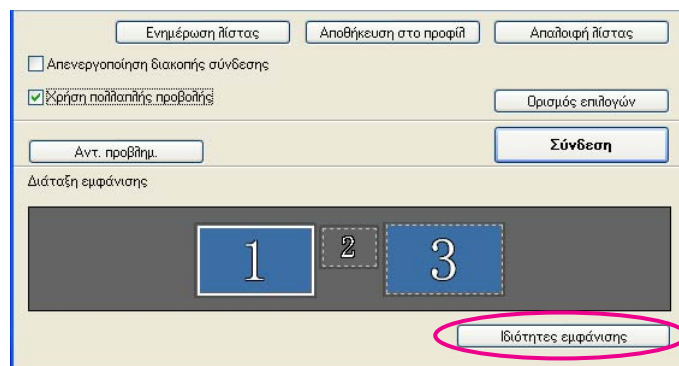 Ενημέρωση λίστας Αποθήκευση στο προφίλ Απαλοιφή λίστας
Απενεργοποίηση διακοπής σύνδεσης
Χρήση πολλαπλής προβολής
Ορισμός επιλογών
Αντ. προβλημ. Σύνδεση
Διάταξη εμφάνισης
1 2 3
Ιδιότητες εμφάνισης